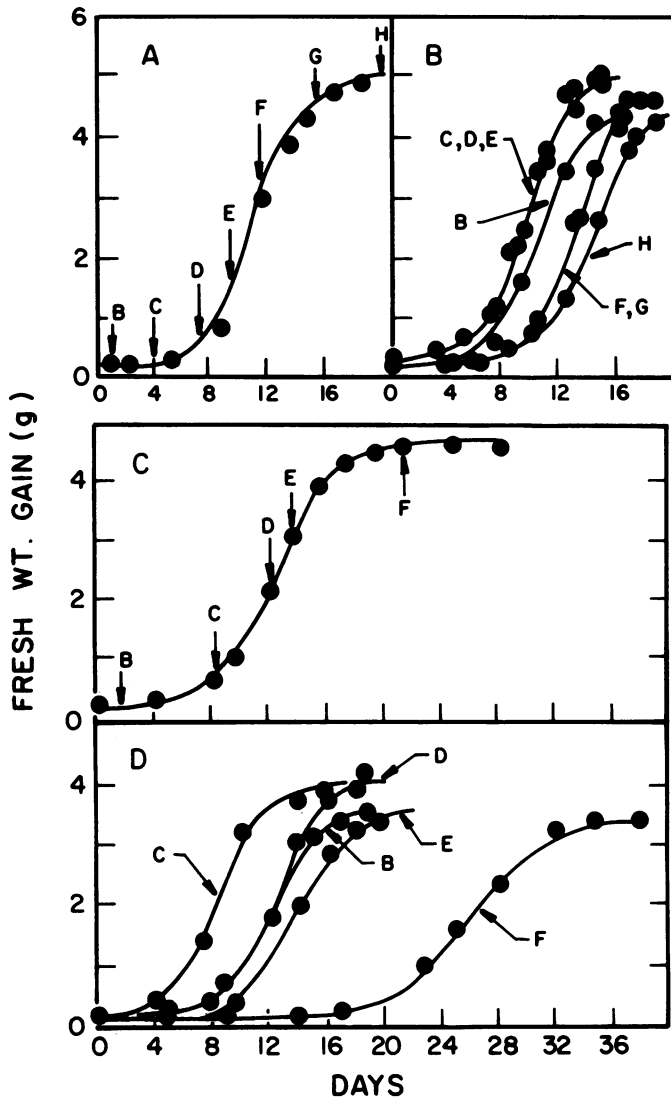 FRESH WT. GAIN (g)
6
4
2
0
A
B
C
D
E
F
G
H
0 4 8 12 16
B
C,D,E
B
H
F,G
0 4 8 12 16
4
2
0
C
B
C
D
E
F
4
2
0
D
C
D
E
B
F
0 4 8 12 16 20 24 28 32 36
DAYS